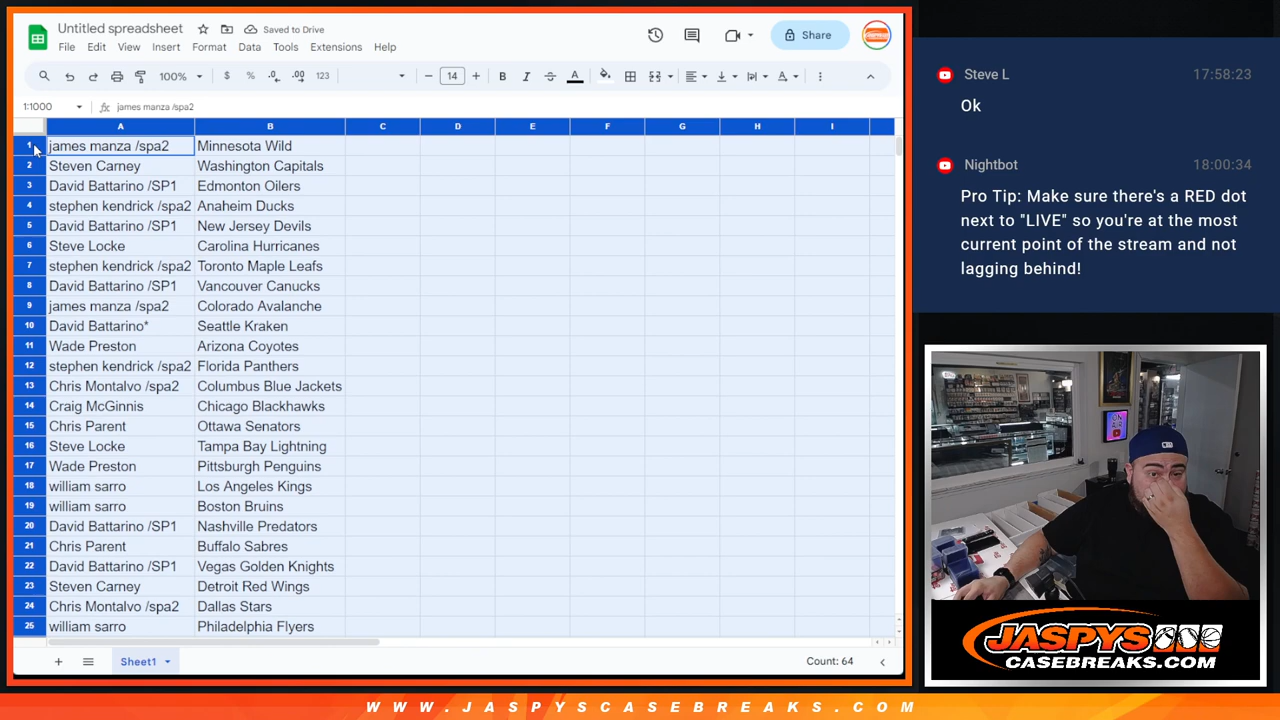 Untitled spreadsheet
Saved to Drive
File Edit View Insert Format Data Tools Extensions Help
Share
100% $ % .0 .00 123 14 B I S A
1:1000 fx james manza /spa2
A B C D E F G H I
1 james manza /spa2 Minnesota Wild
2 Steven Carney Washington Capitals
3 David Battarino /SP1 Edmonton Oilers
4 stephen kendrick /spa2 Anaheim Ducks
5 David Battarino /SP1 New Jersey Devils
6 Steve Locke Carolina Hurricanes
7 stephen kendrick /spa2 Toronto Maple Leafs
8 David Battarino /SP1 Vancouver Canucks
9 james manza /spa2 Colorado Avalanche
10 David Battarino* Seattle Kraken
11 Wade Preston Arizona Coyotes
12 stephen kendrick /spa2 Florida Panthers
13 Chris Montalvo /spa2 Columbus Blue Jackets
14 Craig McGinnis Chicago Blackhawks
15 Chris Parent Ottawa Senators
16 Steve Locke Tampa Bay Lightning
17 Wade Preston Pittsburgh Penguins
18 william sarro Los Angeles Kings
19 william sarro Boston Bruins
20 David Battarino /SP1 Nashville Predators
21 Chris Parent Buffalo Sabres
22 David Battarino /SP1 Vegas Golden Knights
23 Steven Carney Detroit Red Wings
24 Chris Montalvo /spa2 Dallas Stars
25 william sarro Philadelphia Flyers
Sheet1
Count: 64
Steve L 17:58:23
Ok
Nightbot 18:00:34
Pro Tip: Make sure there's a RED dot
next to "LIVE" so you're at the most
current point of the stream and not
lagging behind!
ON
AIR
JASPYS
CASEBREAKS.COM
WWW.JASPYSCASEBREAKS.COM